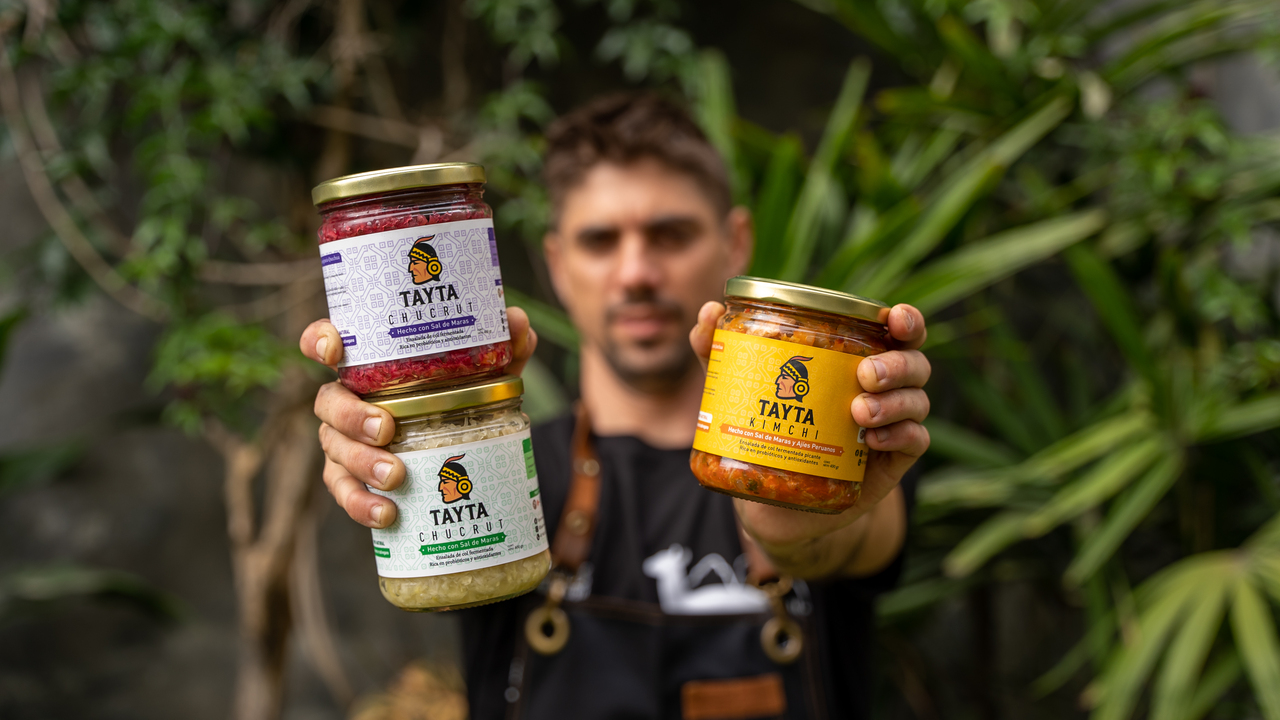 TAYTA
CHUCRUT
Hecho con Sal de Maras
Ensalada de col fermentada
Rica en probióticos y antioxidantes
TAYTA
CHUCRUT
Hecho con Sal de Maras
Ensalada de col fermentada
Rica en probióticos y antioxidantes
TAYTA
KIMCHI
Hecho con Sal de Maras y Ajíes Peruanos
Ensalada de col fermentada picante
Rica en probióticos y antioxidantes